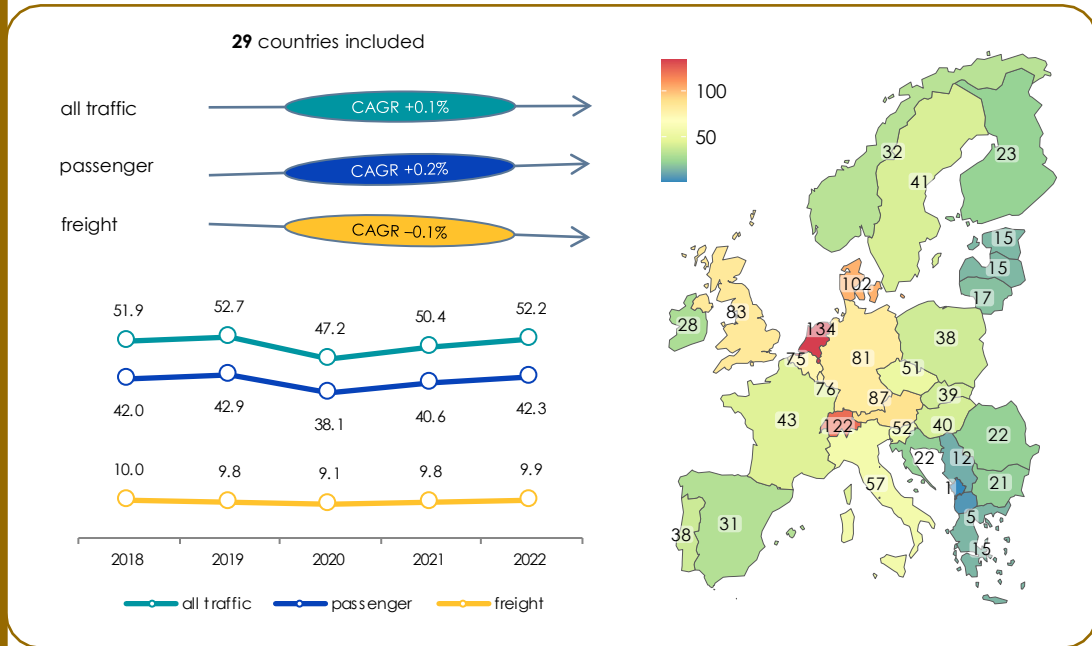 29 countries included
all traffic
CAGR +0.1%
passenger
CAGR +0.2%
freight
CAGR –0.1%
51.9 52.7 47.2 50.4 52.2
42.0 42.9 38.1 40.6 42.3
10.0 9.8 9.1 9.8 9.9
2018 2019 2020 2021 2022
all traffic passenger freight
100
50
32
23
41
15
15
17
102
83
28
134
38
75
81
51
76
87
39
43
122
52
40
22
22
12
57
21
1
31
5
38
15